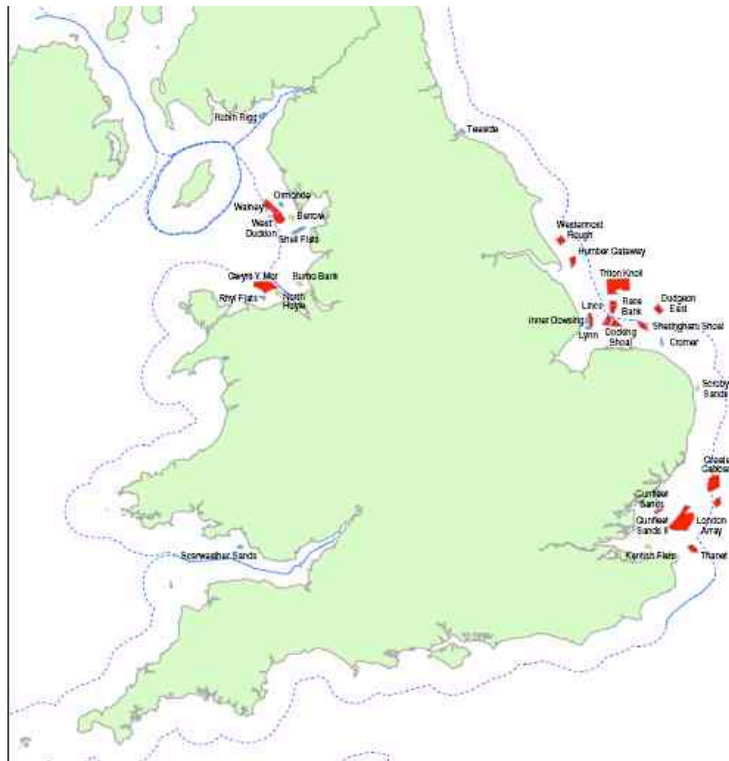 Robin Rigg
Teeside
Ormonde
Walney
Barrow
West
Duddon
Shell Flats
Westermost
Rough
Humber Gateway
Gwynt Y Mor
Burbo Bank
Triton Knoll
Rhyl Flats
North
Hoyle
Lincs
Race
Bank
Dudgeon
East
Inner Dowsing
Lynn
Docking
Shoal
Sheringham Shoal
Cromer
Scroby
Sands
Greater
Gabbard
Gunfleet
Sands
Gunfleet
Sands II
London
Array
Scarweather Sands
Kentish Flats
Thanet